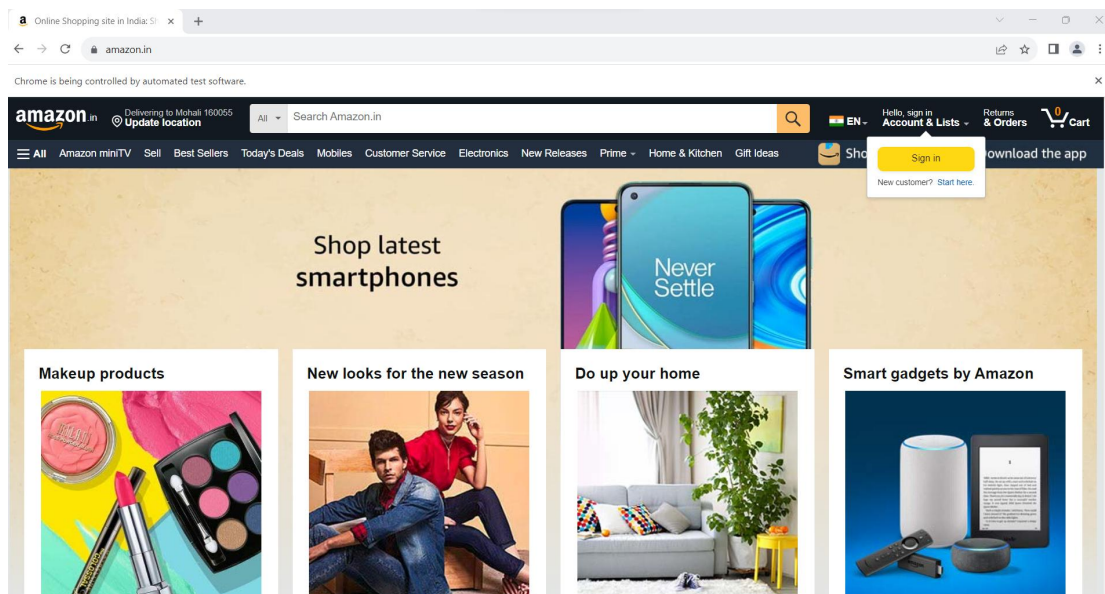 a Online Shopping site in India: Sh
amazon.in
Chrome is being controlled by automated test software.
amazon.in
Delivering to Mohali 160055
Update location
All
Search Amazon.in
EN
Hello, sign in
Account & Lists
Returns
& Orders
0
Cart
All Amazon miniTV Sell Best Sellers Today's Deals Mobiles Customer Service Electronics New Releases Prime Home & Kitchen Gift Ideas
Sho
ownload the app
Sign in
New customer? Start here.
Shop latest
smartphones
Never
Settle
Makeup products
New looks for the new season
Do up your home
Smart gadgets by Amazon